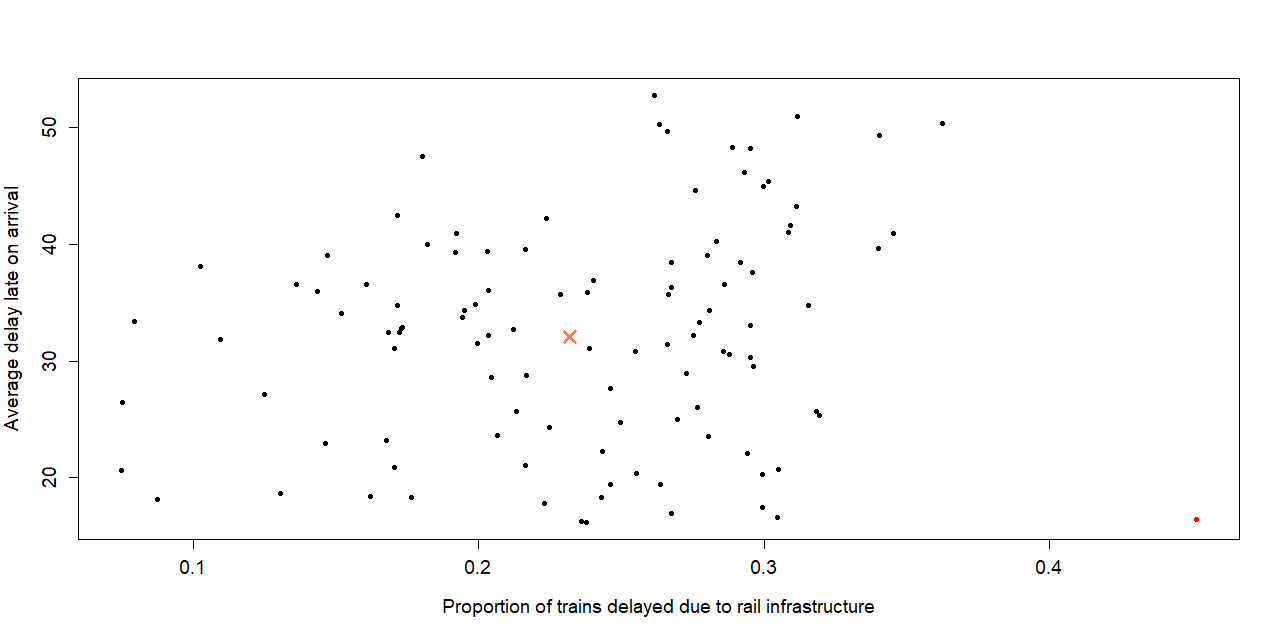 50
40
30
20
Average delay late on arrival
0.1 0.2 0.3 0.4
Proportion of trains delayed due to rail infrastructure